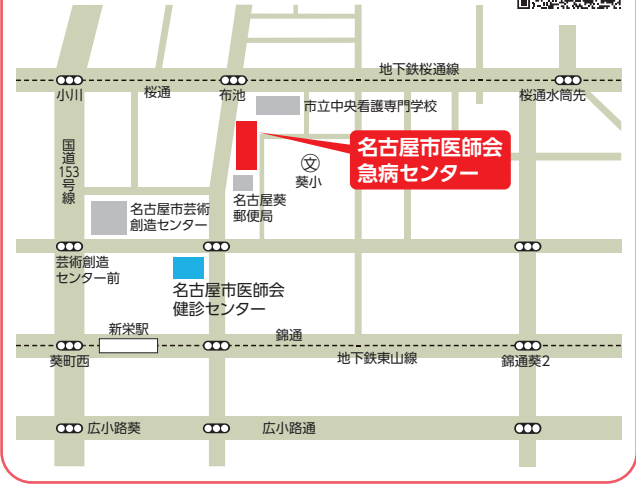 地下鉄桜通線
小川
桜通
布池
桜通水筒先
市立中央看護専門学校
国道
153
号線
名古屋市医師会
急病センター
文
葵小
名古屋葵
郵便局
名古屋市芸術
創造センター
芸術創造
センター前
名古屋市医師会
健診センター
新栄駅
錦通
葵町西
地下鉄東山線
錦通葵2
広小路葵
広小路通